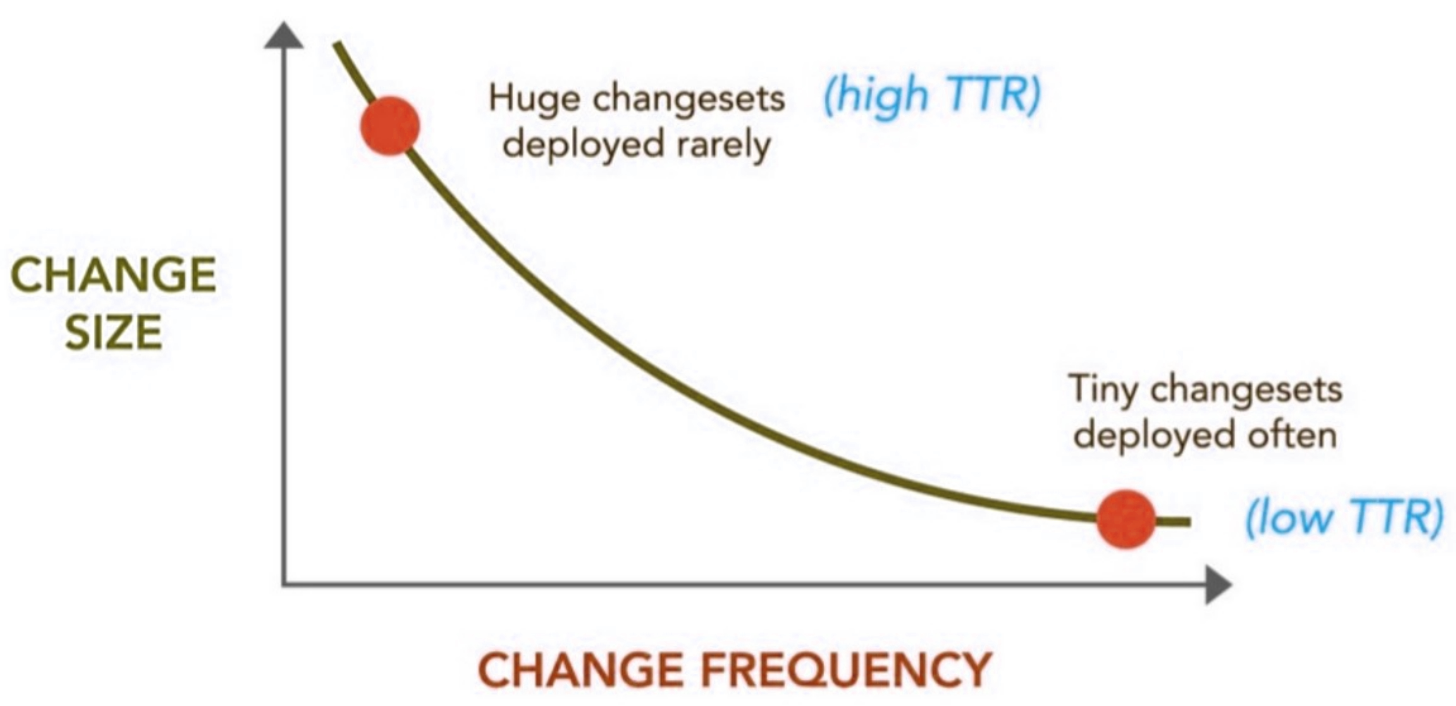 Huge changesets (high TTR)
deployed rarely
CHANGE
SIZE
Tiny changesets
deployed often
(low TTR)
CHANGE FREQUENCY